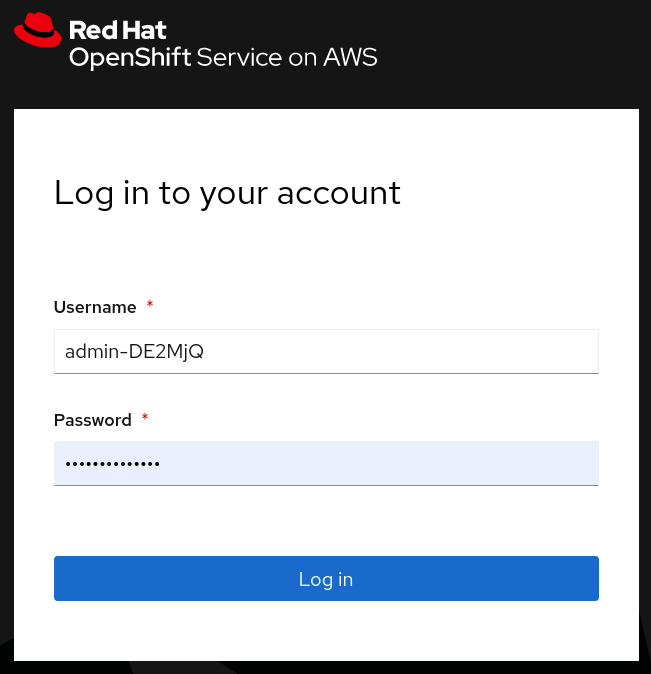 Red Hat
OpenShift Service on AWS
Log in to your account
Username *
admin-DE2MjQ
Password *
••••••••••••••
Log in